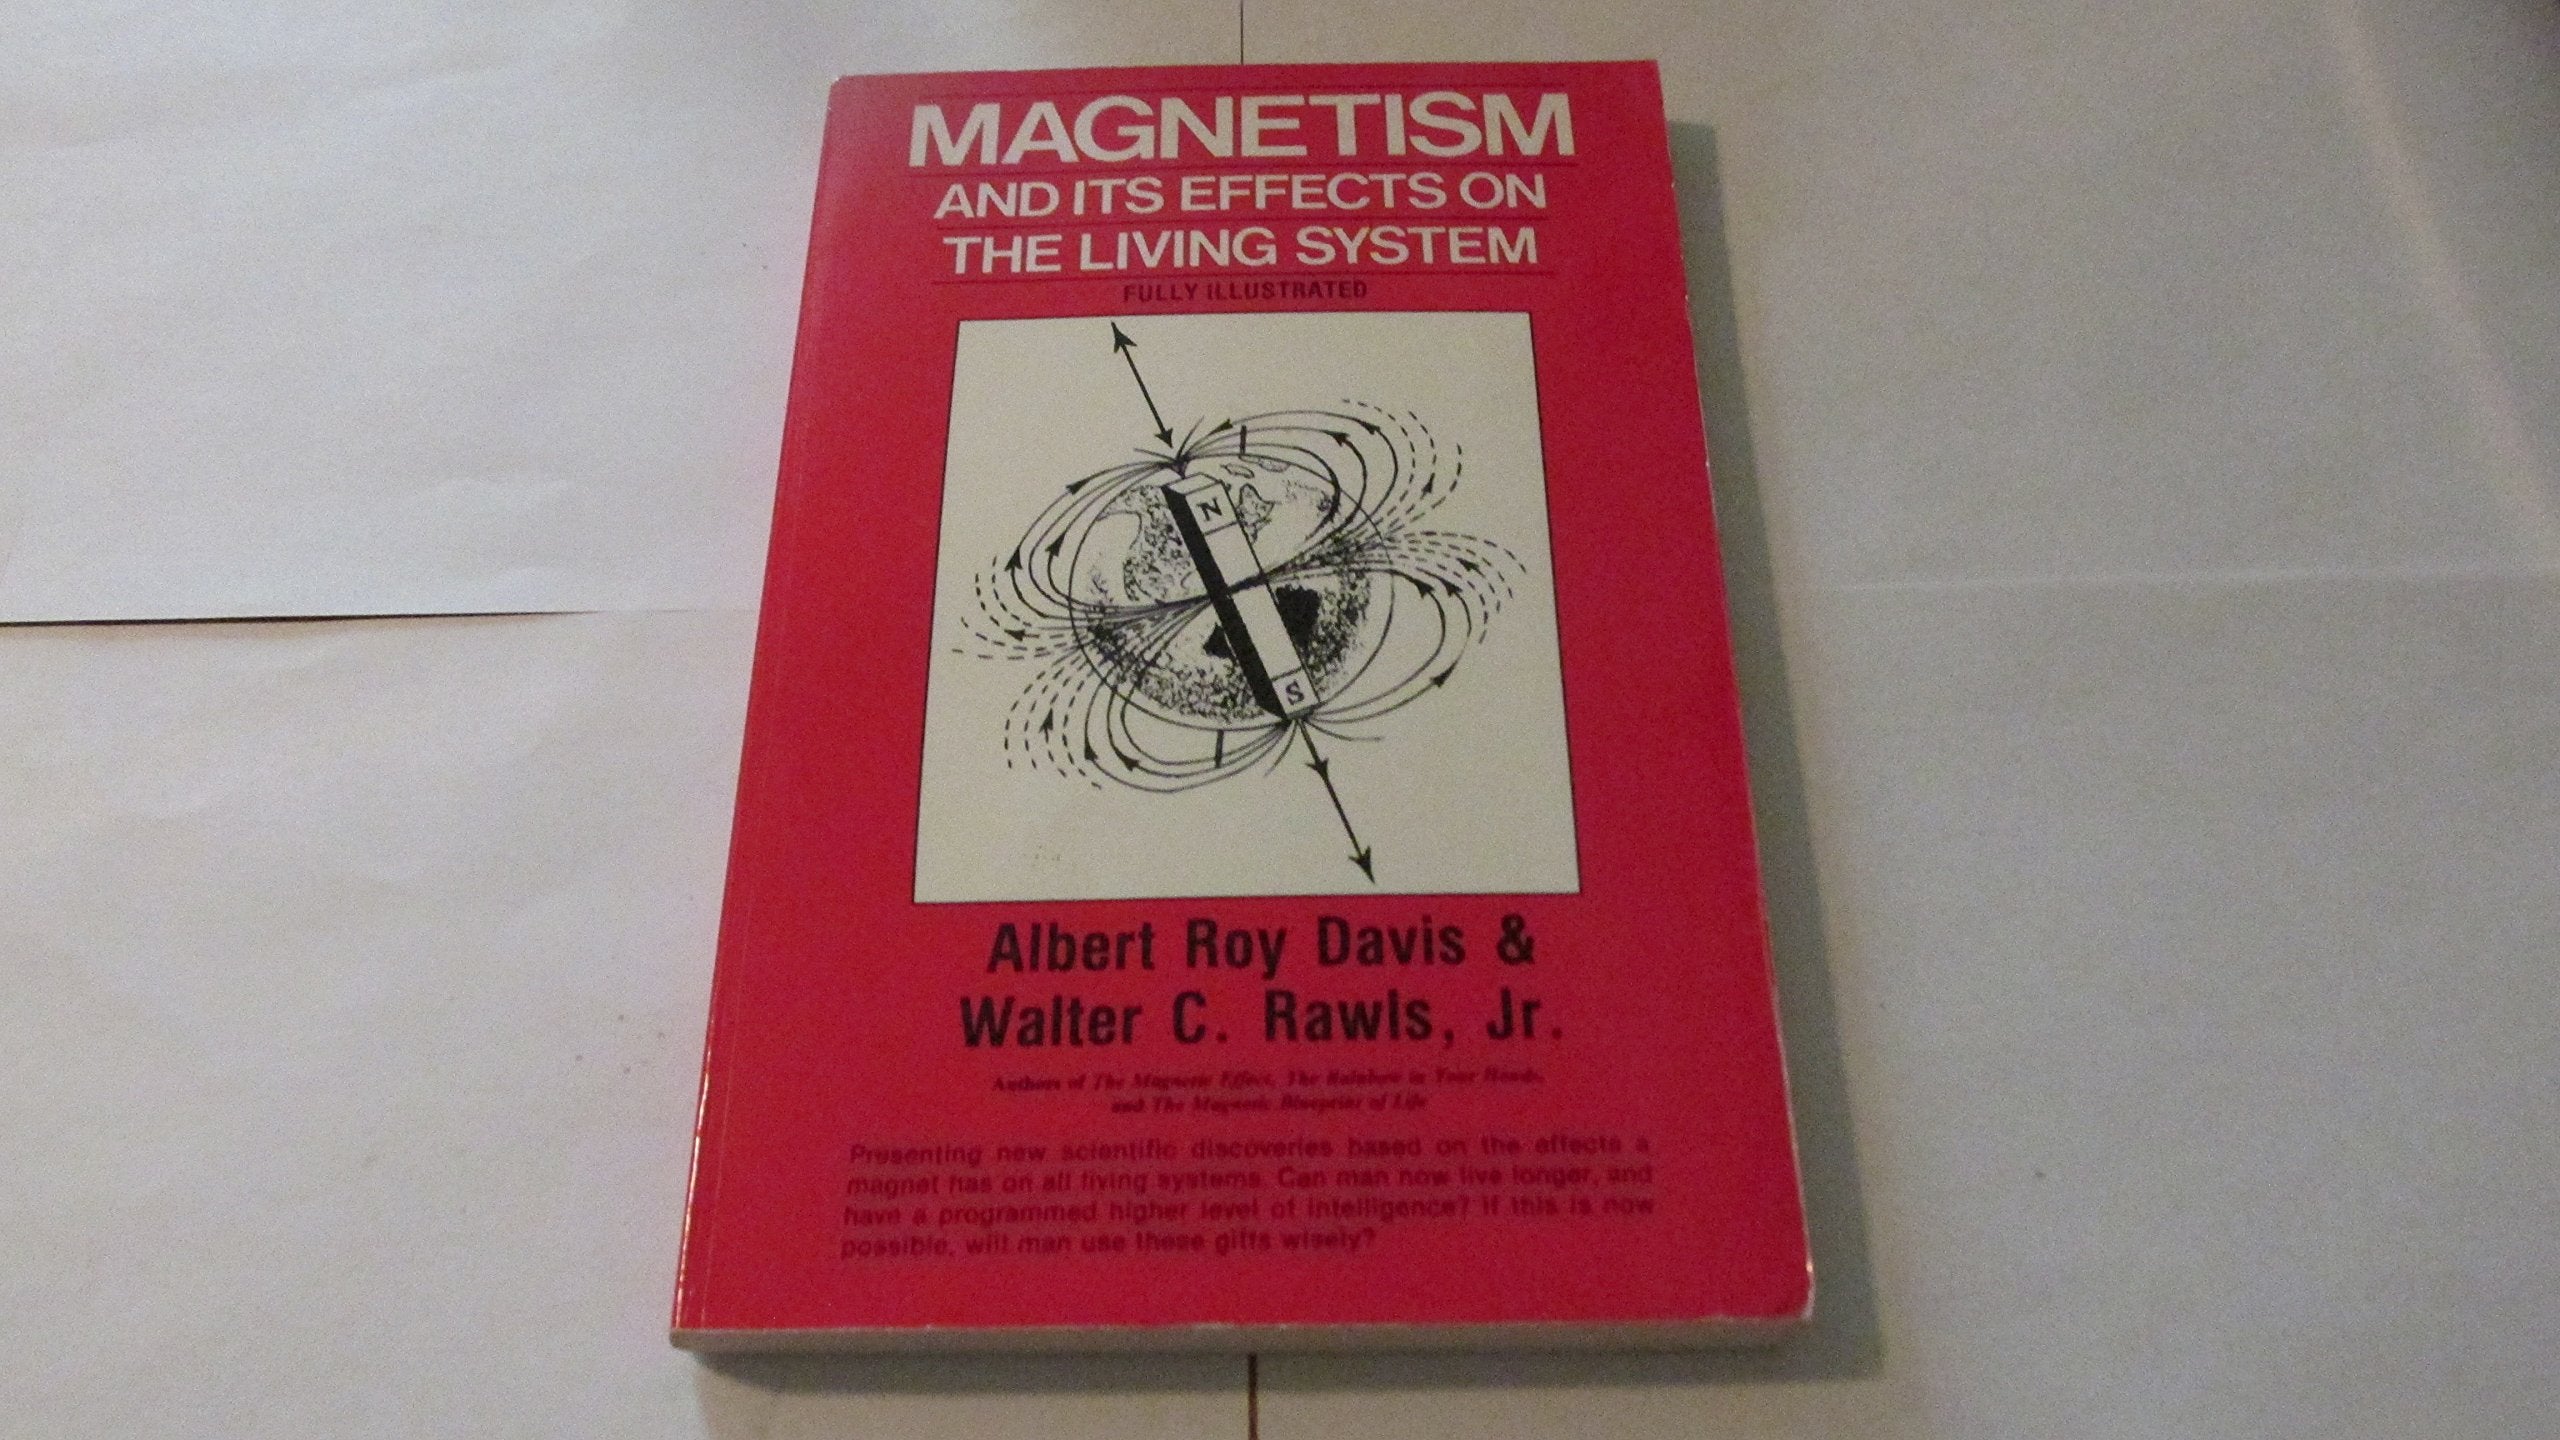 MAGNETISM
AND ITS EFFECTS ON
THE LIVING SYSTEM
FULLY ILLUSTRATED
N
S
Albert Roy Davis &
Walter C. Rawls, Jr.
Authors of The Magnetic Effect, The Rainbow in Your Hands,
and The Magnetic Blueprint of Life
Presenting new scientific discoveries based on the effects a
magnet has on all living systems. Can man now live longer, and
have a programmed higher level of intelligence? If this is now
possible, will man use these gifts wisely?